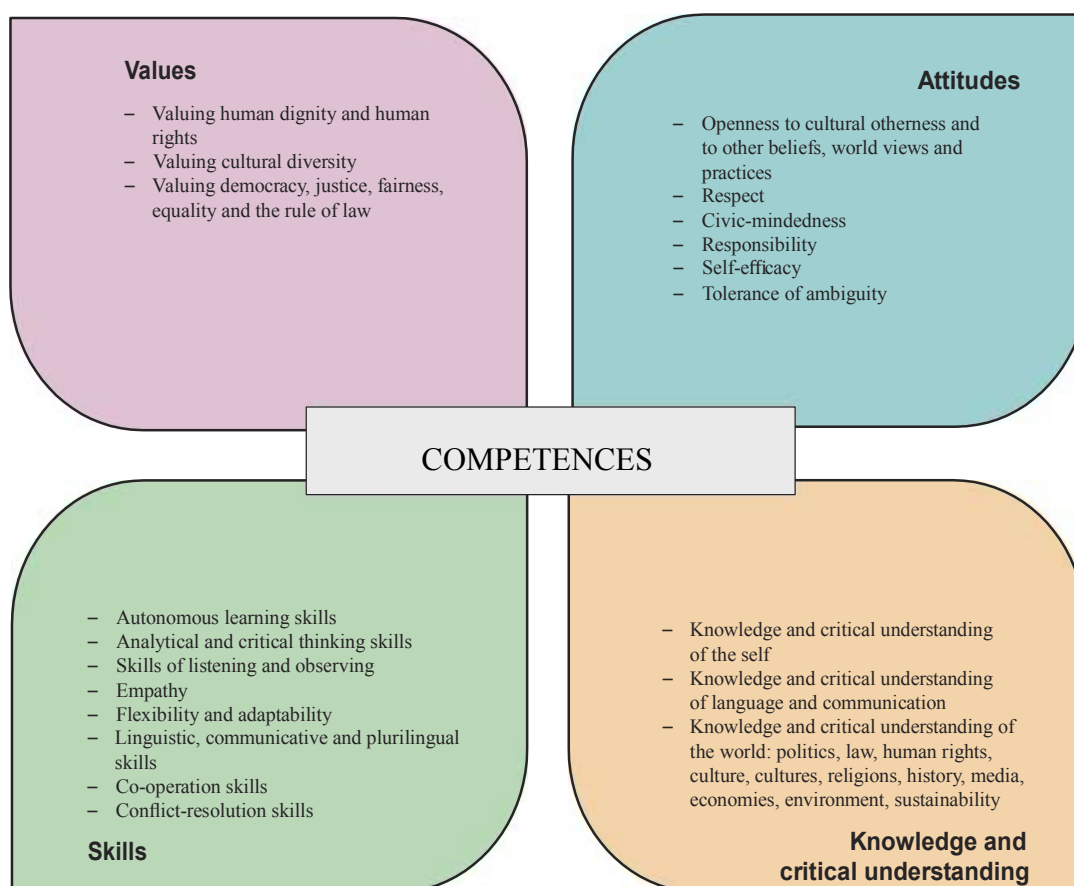 Values
– Valuing human dignity and human
rights
– Valuing cultural diversity
– Valuing democracy, justice, fairness,
equality and the rule of law
Attitudes
– Openness to cultural otherness and
to other beliefs, world views and
practices
– Respect
– Civic-mindedness
– Responsibility
– Self-efficacy
– Tolerance of ambiguity
COMPETENCES
– Autonomous learning skills
– Analytical and critical thinking skills
– Skills of listening and observing
– Empathy
– Flexibility and adaptability
– Linguistic, communicative and plurilingual
skills
– Co-operation skills
– Conflict-resolution skills
Skills
– Knowledge and critical understanding
of the self
– Knowledge and critical understanding
of language and communication
– Knowledge and critical understanding of
the world: politics, law, human rights,
culture, cultures, religions, history, media,
economies, environment, sustainability
Knowledge and
critical understanding